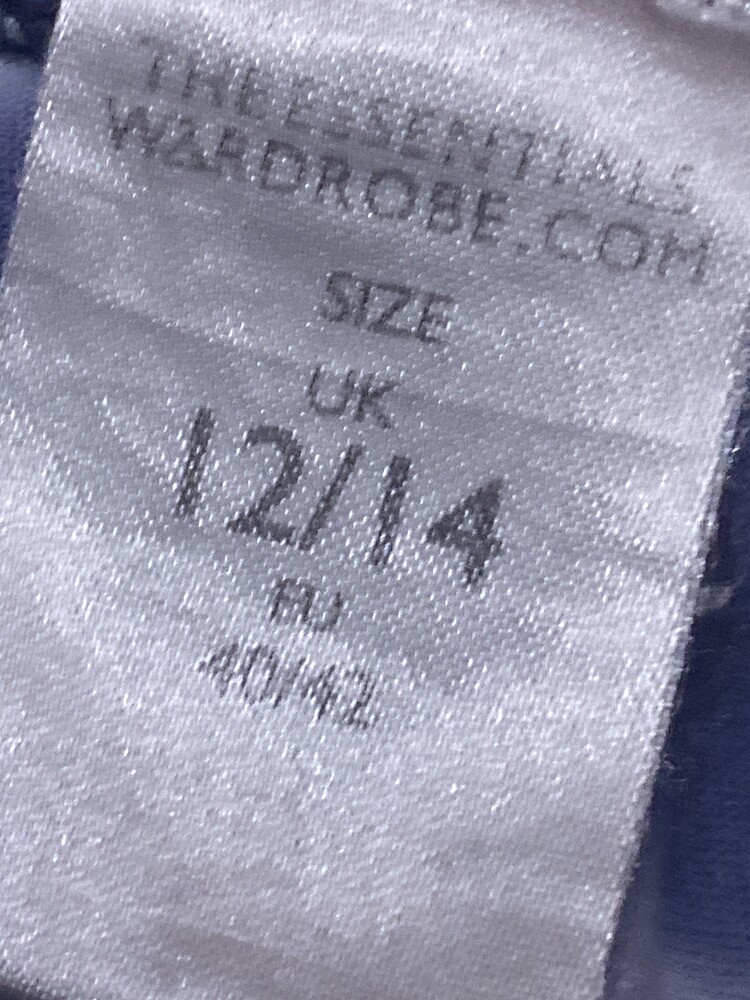 THEESSENTIALS
WARDROBE.COM
SIZE
UK
12/14
EU
40/42